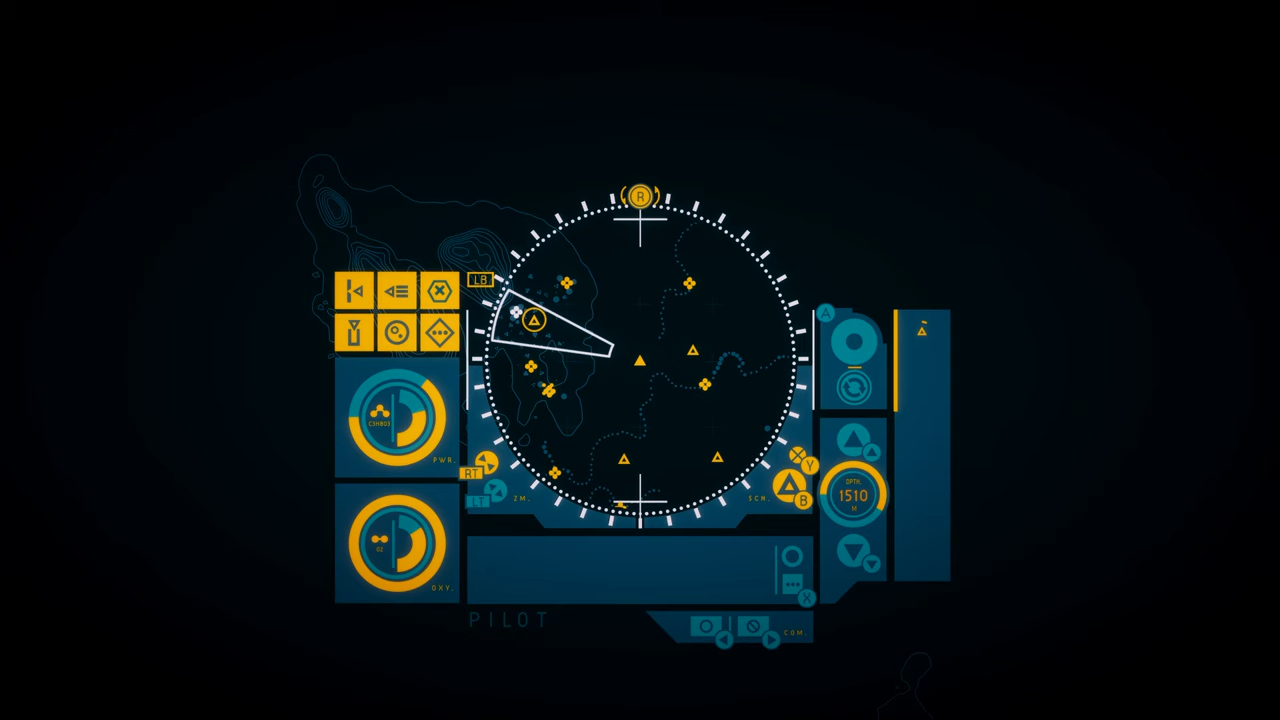 R
LB
A
C3H8O3
PWR.
RT
LT
ZM.
SCN.
Y
B
DPTH.
1510
M
O2
OXY.
X
PILOT
COM.